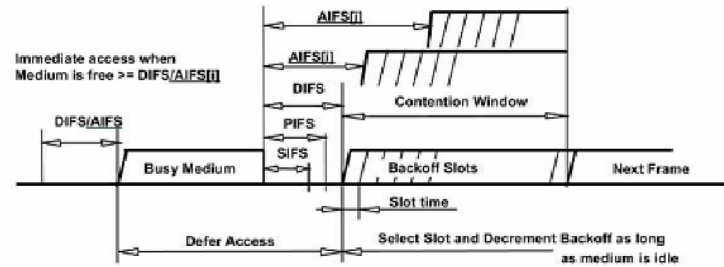 AIFS[j]
Immediate access when
Medium is free >= DIFS/AIFS[i]
AIFS[i]
DIFS
Contention Window
DIFS/AIFS
PIFS
SIFS
Busy Medium
Backoff Slots
Next Frame
Slot time
Defer Access
Select Slot and Decrement Backoff as long
as medium is idle